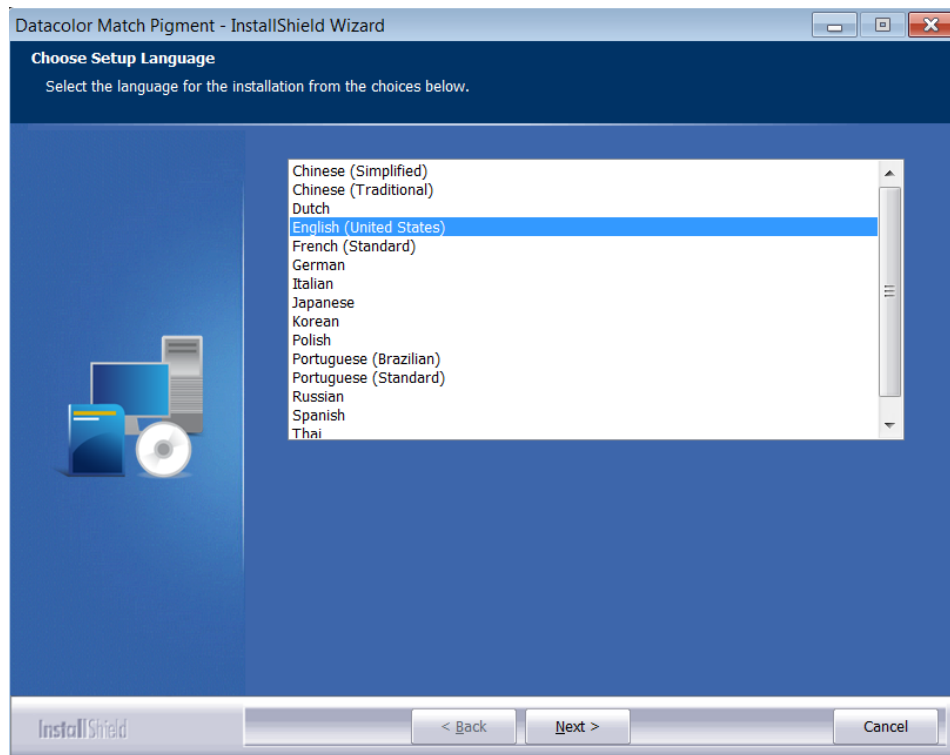 Datacolor Match Pigment - InstallShield Wizard
Choose Setup Language
Select the language for the installation from the choices below.
Chinese (Simplified)
Chinese (Traditional)
Dutch
English (United States)
French (Standard)
German
Italian
Japanese
Korean
Polish
Portuguese (Brazilian)
Portuguese (Standard)
Russian
Spanish
Thai
InstallShield
< Back
Next >
Cancel